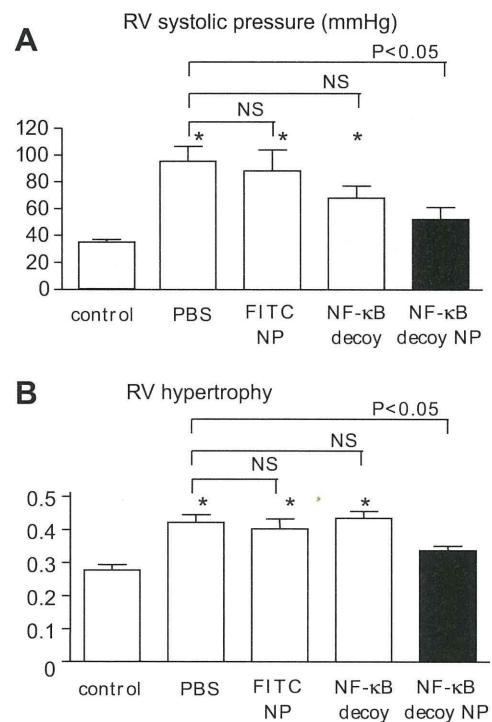 A
RV systolic pressure (mmHg)
P<0.05
NS
NS
* * *
120
100
80
60
40
20
0
control PBS FITC NP NF-κB decoy NF-κB decoy NP
B
RV hypertrophy
P<0.05
NS
NS
* * *
0.5
0.4
0.3
0.2
0.1
0
control PBS FITC NP NF-κB decoy NF-κB decoy NP